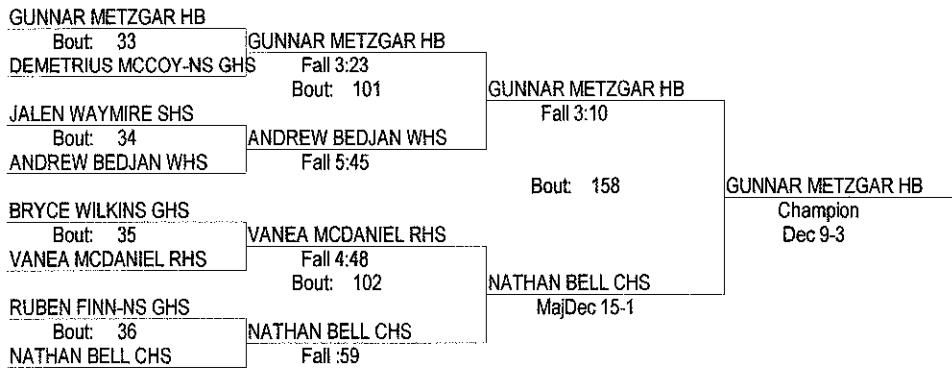 GUNNAR METZGAR HB
Bout: 33
GUNNAR METZGAR HB
DEMETRIUS MCCOY-NS GHS
Fall 3:23
Bout: 101
GUNNAR METZGAR HB
JALEN WAYMIRE SHS
Fall 3:10
Bout: 34
ANDREW BEDJAN WHS
ANDREW BEDJAN WHS
Fall 5:45
Bout: 158
GUNNAR METZGAR HB
BRYCE WILKINS GHS
Champion
Bout: 35
VANEA MCDANIEL RHS
Dec 9-3
VANEA MCDANIEL RHS
Fall 4:48
Bout: 102
NATHAN BELL CHS
RUBEN FINN-NS GHS
MajDec 15-1
Bout: 36
NATHAN BELL CHS
NATHAN BELL CHS
Fall :59